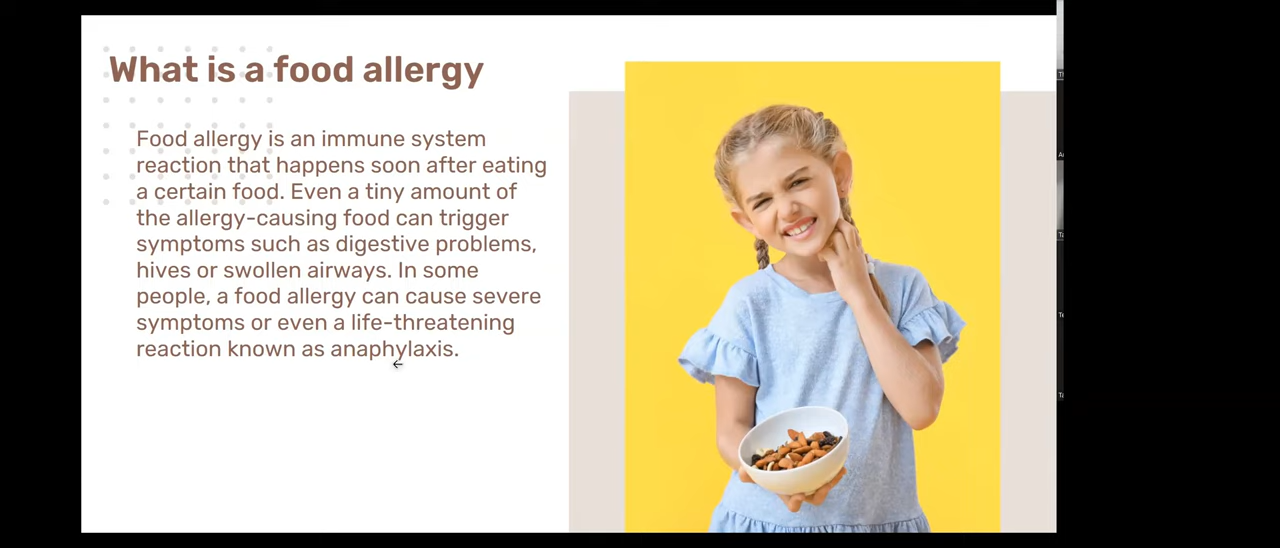 What is a food allergy
Food allergy is an immune system
reaction that happens soon after eating
a certain food. Even a tiny amount of
the allergy-causing food can trigger
symptoms such as digestive problems,
hives or swollen airways. In some
people, a food allergy can cause severe
symptoms or even a life-threatening
reaction known as anaphylaxis.